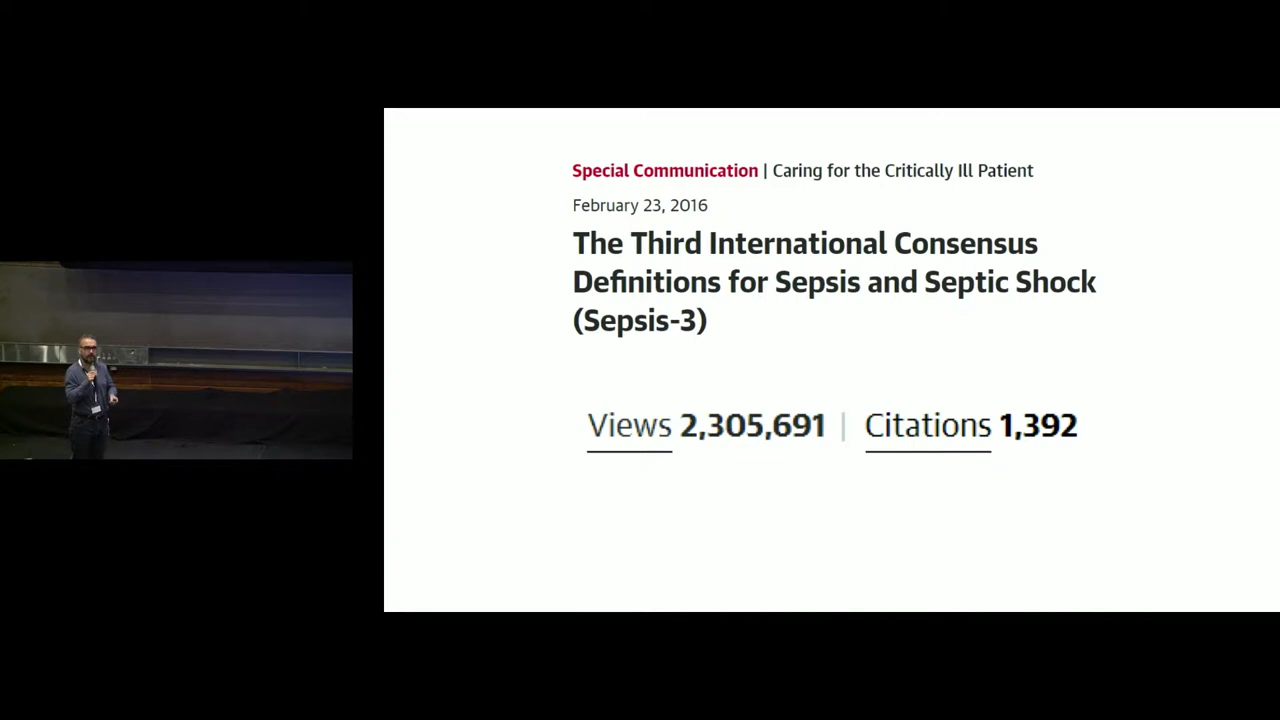 Special Communication | Caring for the Critically Ill Patient
February 23, 2016
The Third International Consensus
Definitions for Sepsis and Septic Shock
(Sepsis-3)
Views 2,305,691 | Citations 1,392